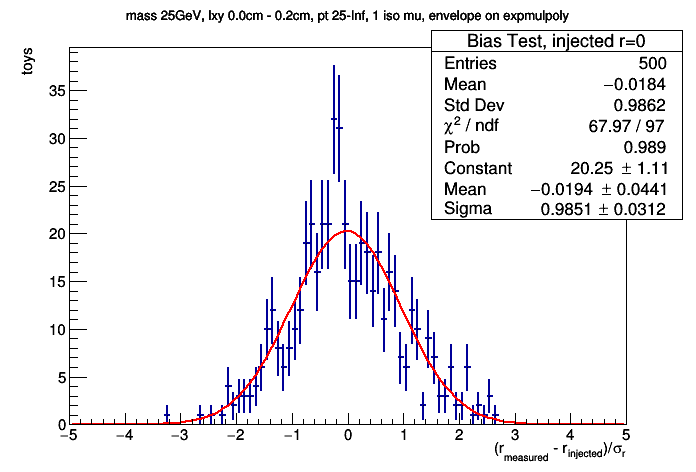 mass 25GeV, lxy 0.0cm - 0.2cm, pt 25-Inf, 1 iso mu, envelope on expmulpoly
toys
Bias Test, injected r=0
Entries 500
Mean −0.0184
Std Dev 0.9862
χ² / ndf 67.97 / 97
Prob 0.989
Constant 20.25 ± 1.11
Mean −0.0194 ± 0.0441
Sigma 0.9851 ± 0.0312
35
30
25
20
15
10
5
0
−5 −4 −3 −2 −1 0 1 2 3 4 5
(r_measured - r_injected)/σ_r